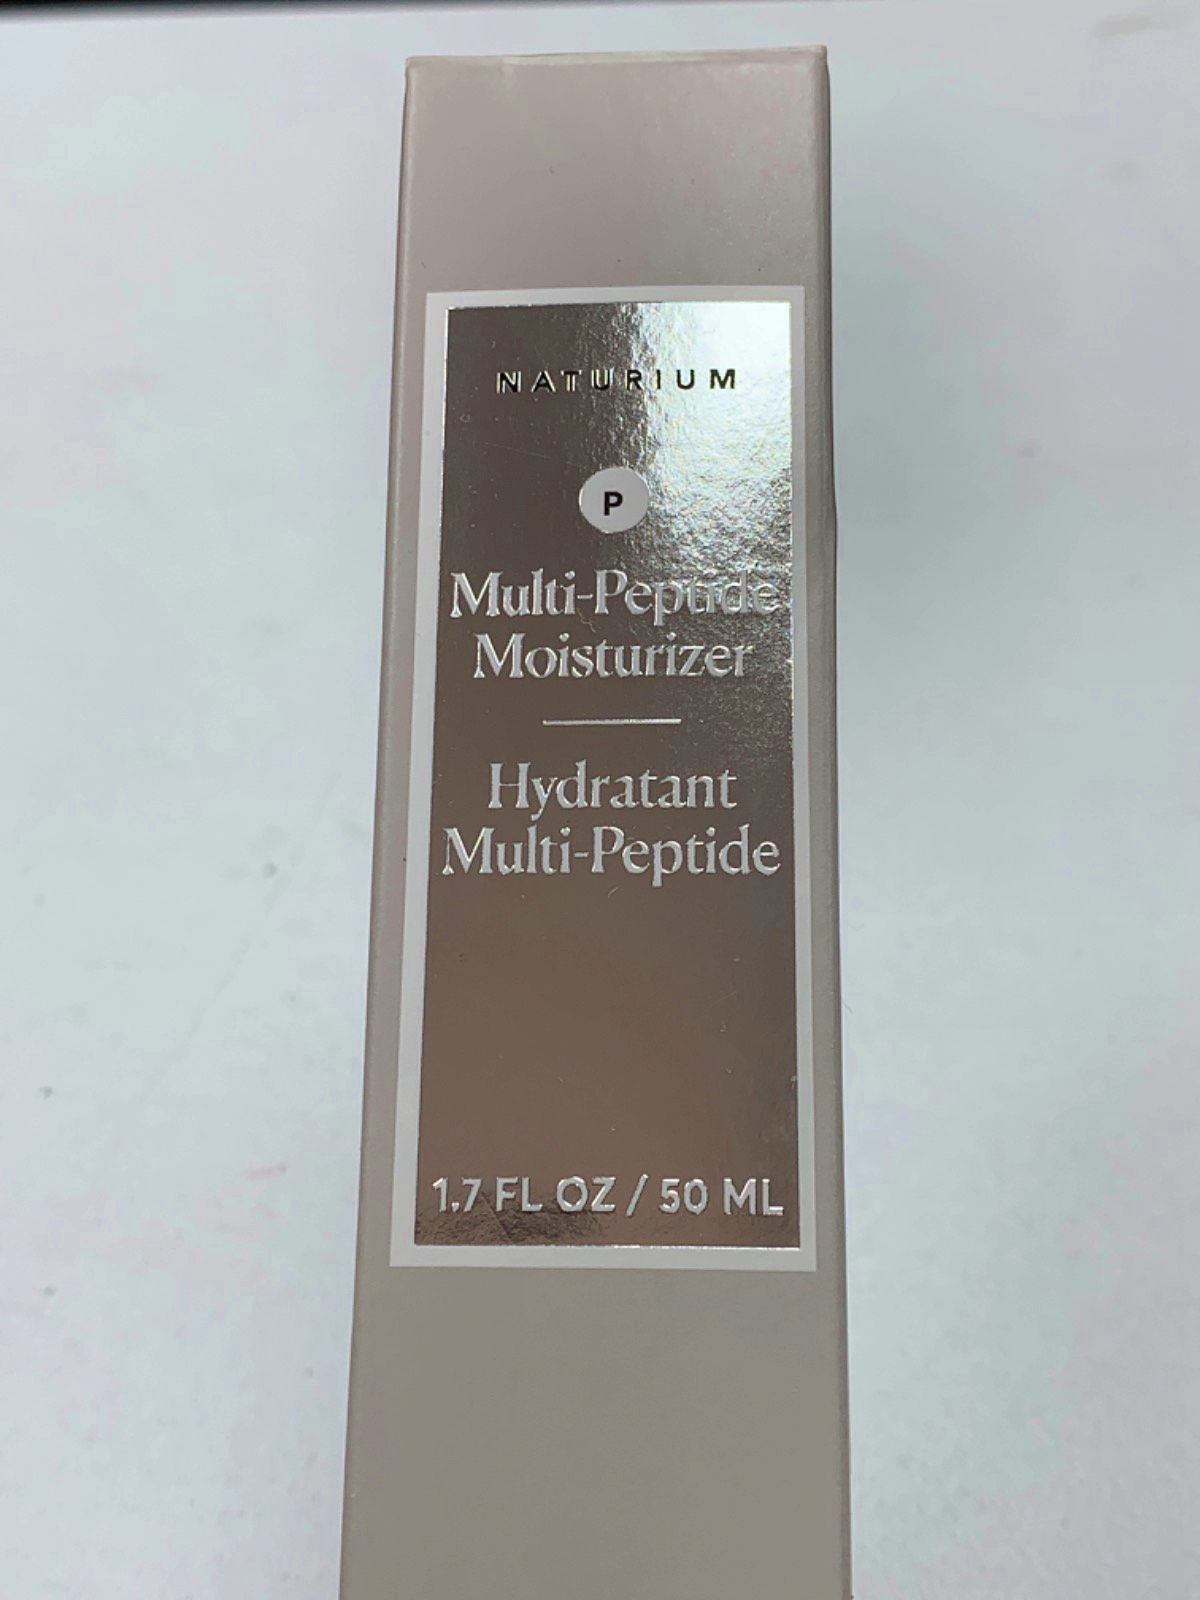 NATURIUM
P
Multi-Peptide
Moisturizer
Hydratant
Multi-Peptide
1.7 FL OZ / 50 ML